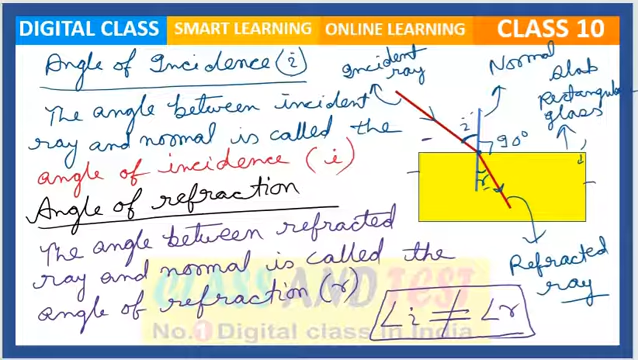 DIGITAL CLASS
SMART LEARNING
ONLINE LEARNING
CLASS 10
Angle of Incidence (i)
The angle between incident
ray and normal is called the
angle of incidence (i)
Angle of refraction
The angle between refracted
ray and normal is called the
angle of refraction (r)
∠i ≠ ∠r
Incident
ray
Normal
Slab
Rectangular
glass
i
90°
r
Refracted
ray
CLASS AND TEST
No.1 Digital class in India